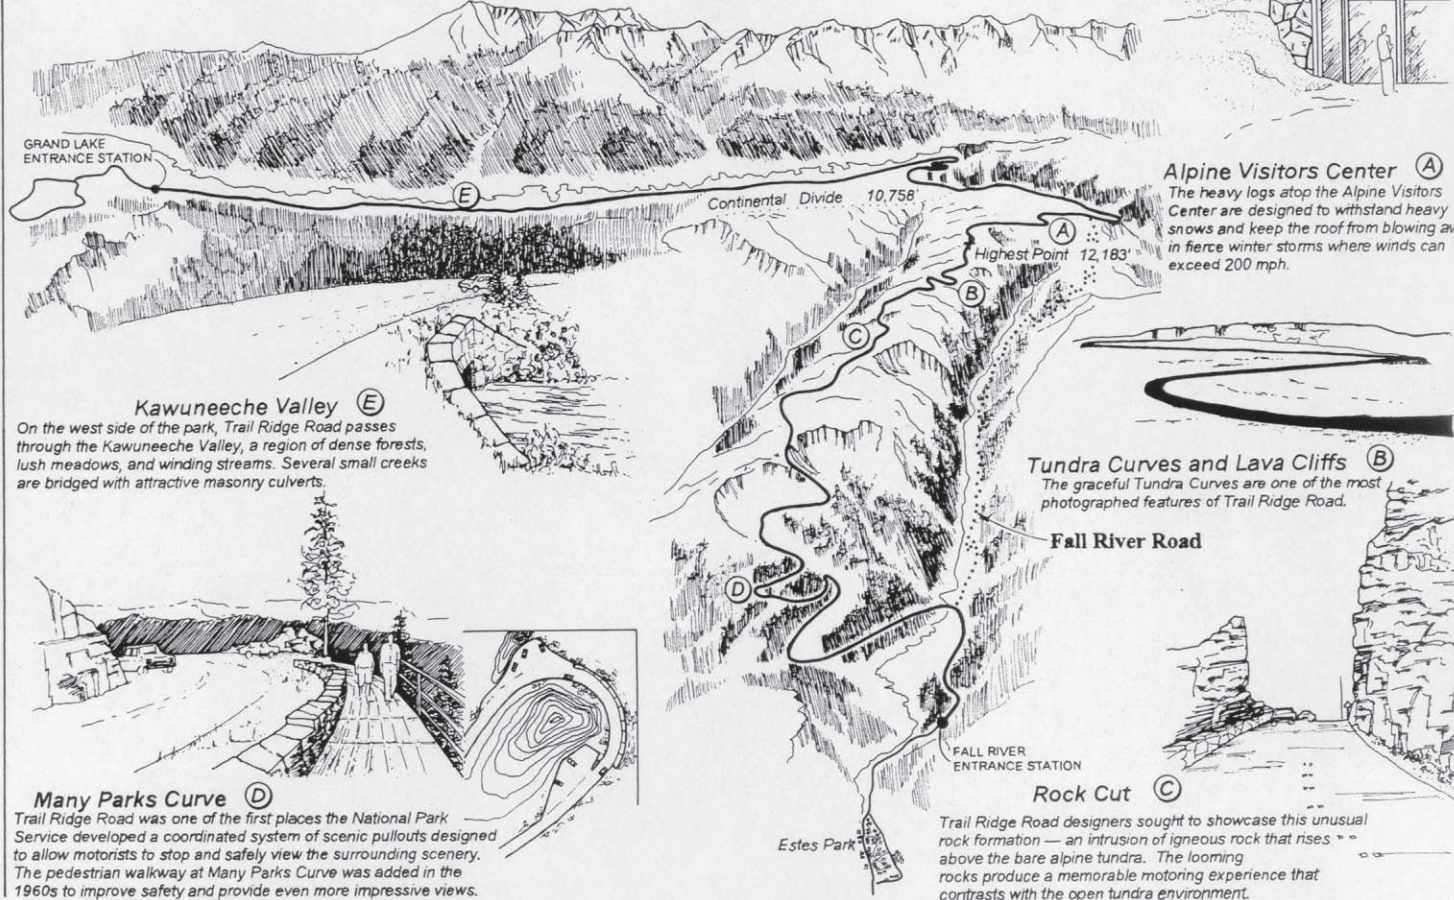 GRAND LAKE
ENTRANCE STATION
E
Continental Divide 10,758'
A
Highest Point 12,183'
B
C
D
Fall River Road
FALL RIVER
ENTRANCE STATION
Estes Park
Alpine Visitors Center A
The heavy logs atop the Alpine Visitors
Center are designed to withstand heavy
snows and keep the roof from blowing
in fierce winter storms where winds can
exceed 200 mph.
Tundra Curves and Lava Cliffs B
The graceful Tundra Curves are one of the most
photographed features of Trail Ridge Road.
Kawuneeche Valley E
On the west side of the park, Trail Ridge Road passes
through the Kawuneeche Valley, a region of dense forests,
lush meadows, and winding streams. Several small creeks
are bridged with attractive masonry culverts.
Many Parks Curve D
Trail Ridge Road was one of the first places the National Park
Service developed a coordinated system of scenic pullouts designed
to allow motorists to stop and safely view the surrounding scenery.
The pedestrian walkway at Many Parks Curve was added in the
1960s to improve safety and provide even more impressive views.
Rock Cut C
Trail Ridge Road designers sought to showcase this unusual
rock formation — an intrusion of igneous rock that rises
above the bare alpine tundra. The looming
rocks produce a memorable motoring experience that
contrasts with the open tundra environment.